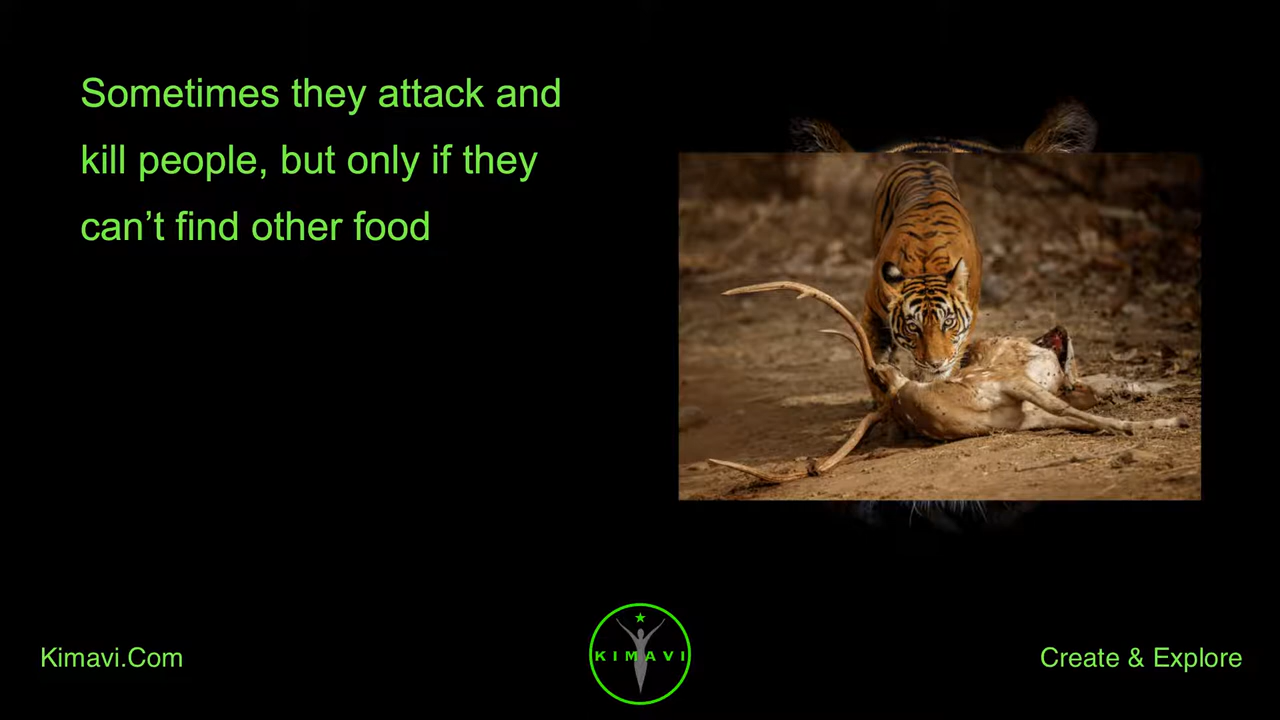 Sometimes they attack and
kill people, but only if they
can’t find other food
Kimavi.Com
KIMAVI
Create & Explore